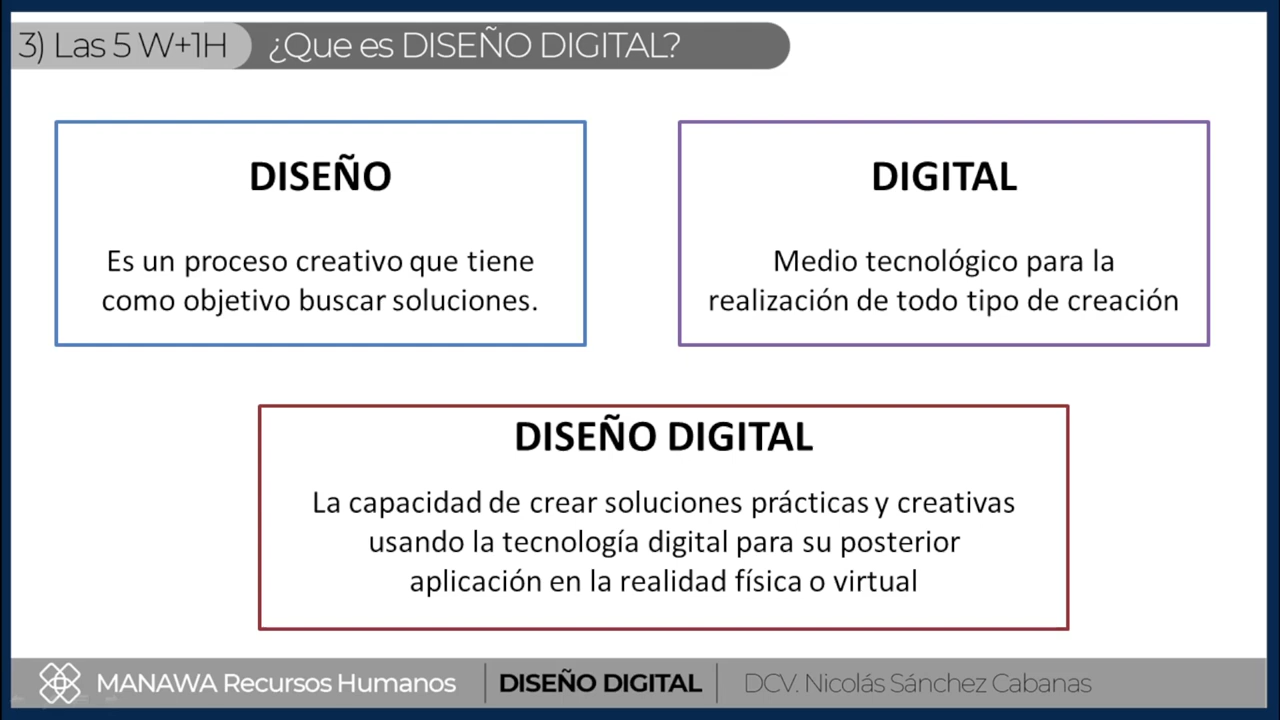 3) Las 5 W+1H ¿Que es DISEÑO DIGITAL?
DISEÑO
Es un proceso creativo que tiene
como objetivo buscar soluciones.
DIGITAL
Medio tecnológico para la
realización de todo tipo de creación
DISEÑO DIGITAL
La capacidad de crear soluciones prácticas y creativas
usando la tecnología digital para su posterior
aplicación en la realidad física o virtual
MANAWA Recursos Humanos DISEÑO DIGITAL DCV. Nicolás Sánchez Cabanas